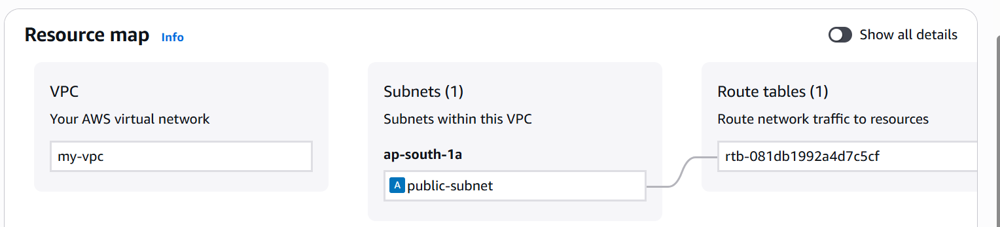 Resource map Info
Show all details
VPC
Your AWS virtual network
my-vpc
Subnets (1)
Subnets within this VPC
ap-south-1a
A public-subnet
Route tables (1)
Route network traffic to resources
rtb-081db1992a4d7c5cf